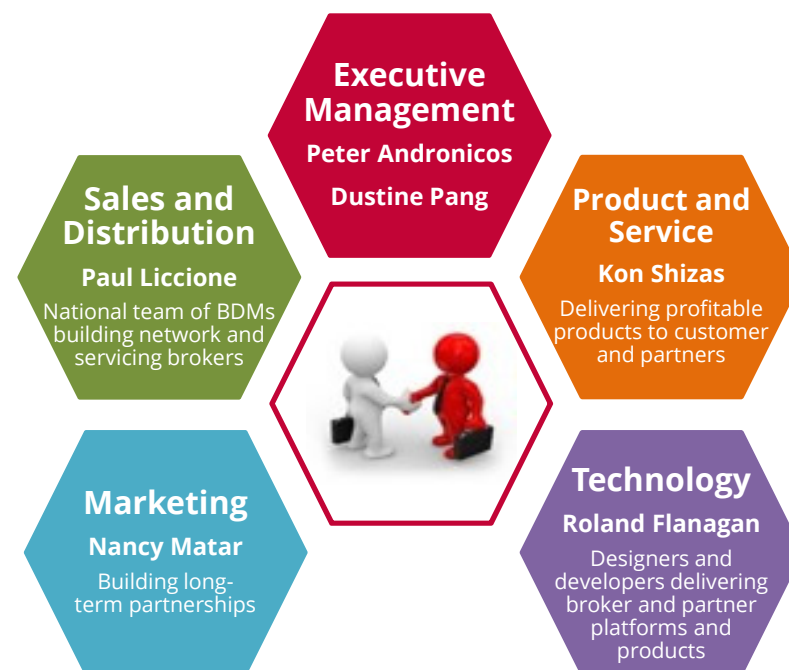 Executive
Management
Peter Andronicos
Dustine Pang
Sales and
Distribution
Paul Liccione
National team of BDMs
building network and
servicing brokers
Product and
Service
Kon Shizas
Delivering profitable
products to customer
and partners
Marketing
Nancy Matar
Building long-
term partnerships
Technology
Roland Flanagan
Designers and
developers delivering
broker and partner
platforms and
products